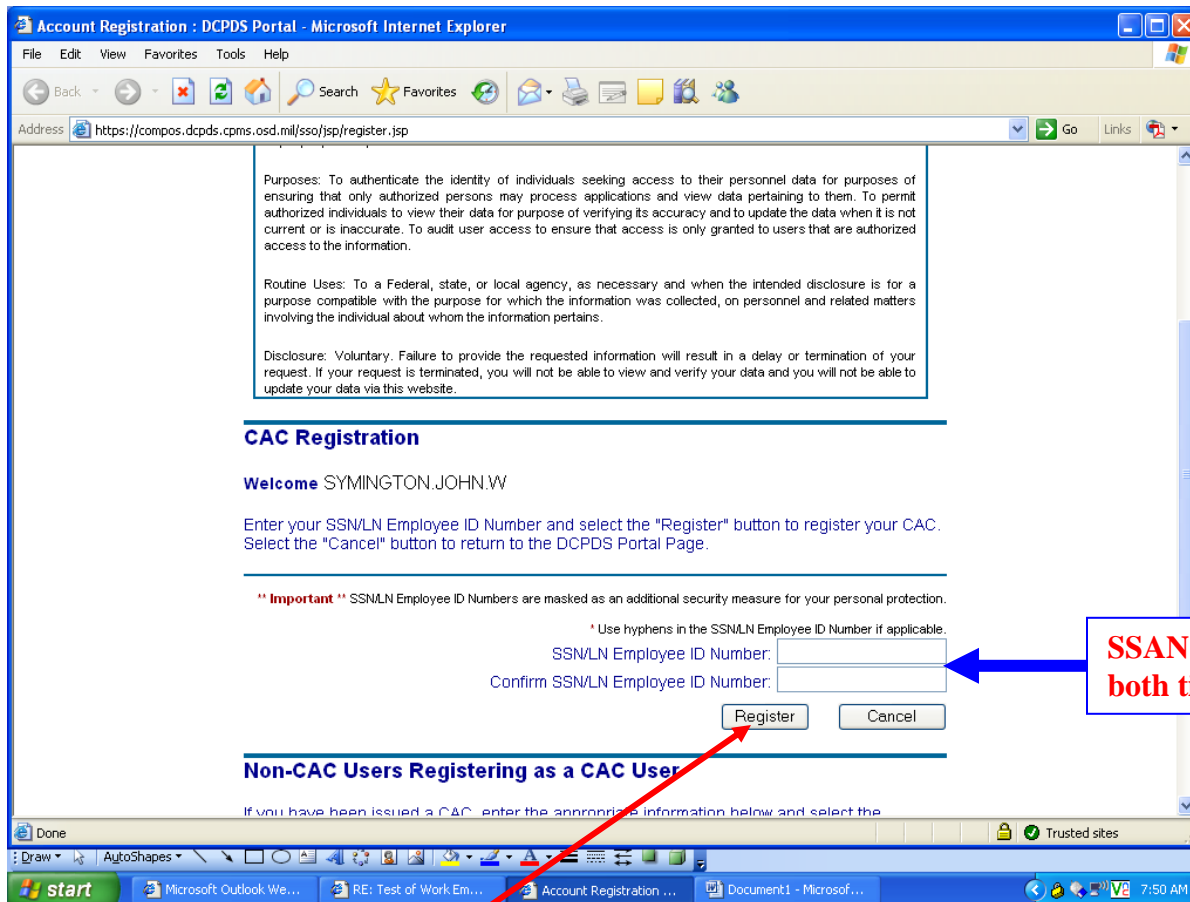 Account Registration : DCPDS Portal - Microsoft Internet Explorer
File Edit View Favorites Tools Help
Back Search Favorites
Address https://compos.dcpds.cpms.osd.mil/sso/jsp/register.jsp Go Links
Purposes: To authenticate the identity of individuals seeking access to their personnel data for purposes of
ensuring that only authorized persons may process applications and view data pertaining to them. To permit
authorized individuals to view their data for purpose of verifying its accuracy and to update the data when it is not
current or is inaccurate. To audit user access to ensure that access is only granted to users that are authorized
access to the information.
Routine Uses: To a Federal, state, or local agency, as necessary and when the intended disclosure is for a
purpose compatible with the purpose for which the information was collected, on personnel and related matters
involving the individual about whom the information pertains.
Disclosure: Voluntary. Failure to provide the requested information will result in a delay or termination of your
request. If your request is terminated, you will not be able to view and verify your data and you will not be able to
update your data via this website.
CAC Registration
Welcome SYMINGTON.JOHN.W
Enter your SSN/LN Employee ID Number and select the "Register" button to register your CAC.
Select the "Cancel" button to return to the DCPDS Portal Page.
** Important ** SSN/LN Employee ID Numbers are masked as an additional security measure for your personal protection.
* Use hyphens in the SSN/LN Employee ID Number if applicable.
SSN/LN Employee ID Number:
Confirm SSN/LN Employee ID Number:
SSAN
both
Register Cancel
Non-CAC Users Registering as a CAC User
If you have been issued a CAC, enter the appropriate information below and select the
Done Trusted sites
Draw AutoShapes
start Microsoft Outlook We... RE: Test of Work Em... Account Registration ... Document1 - Microsof... 7:50 AM